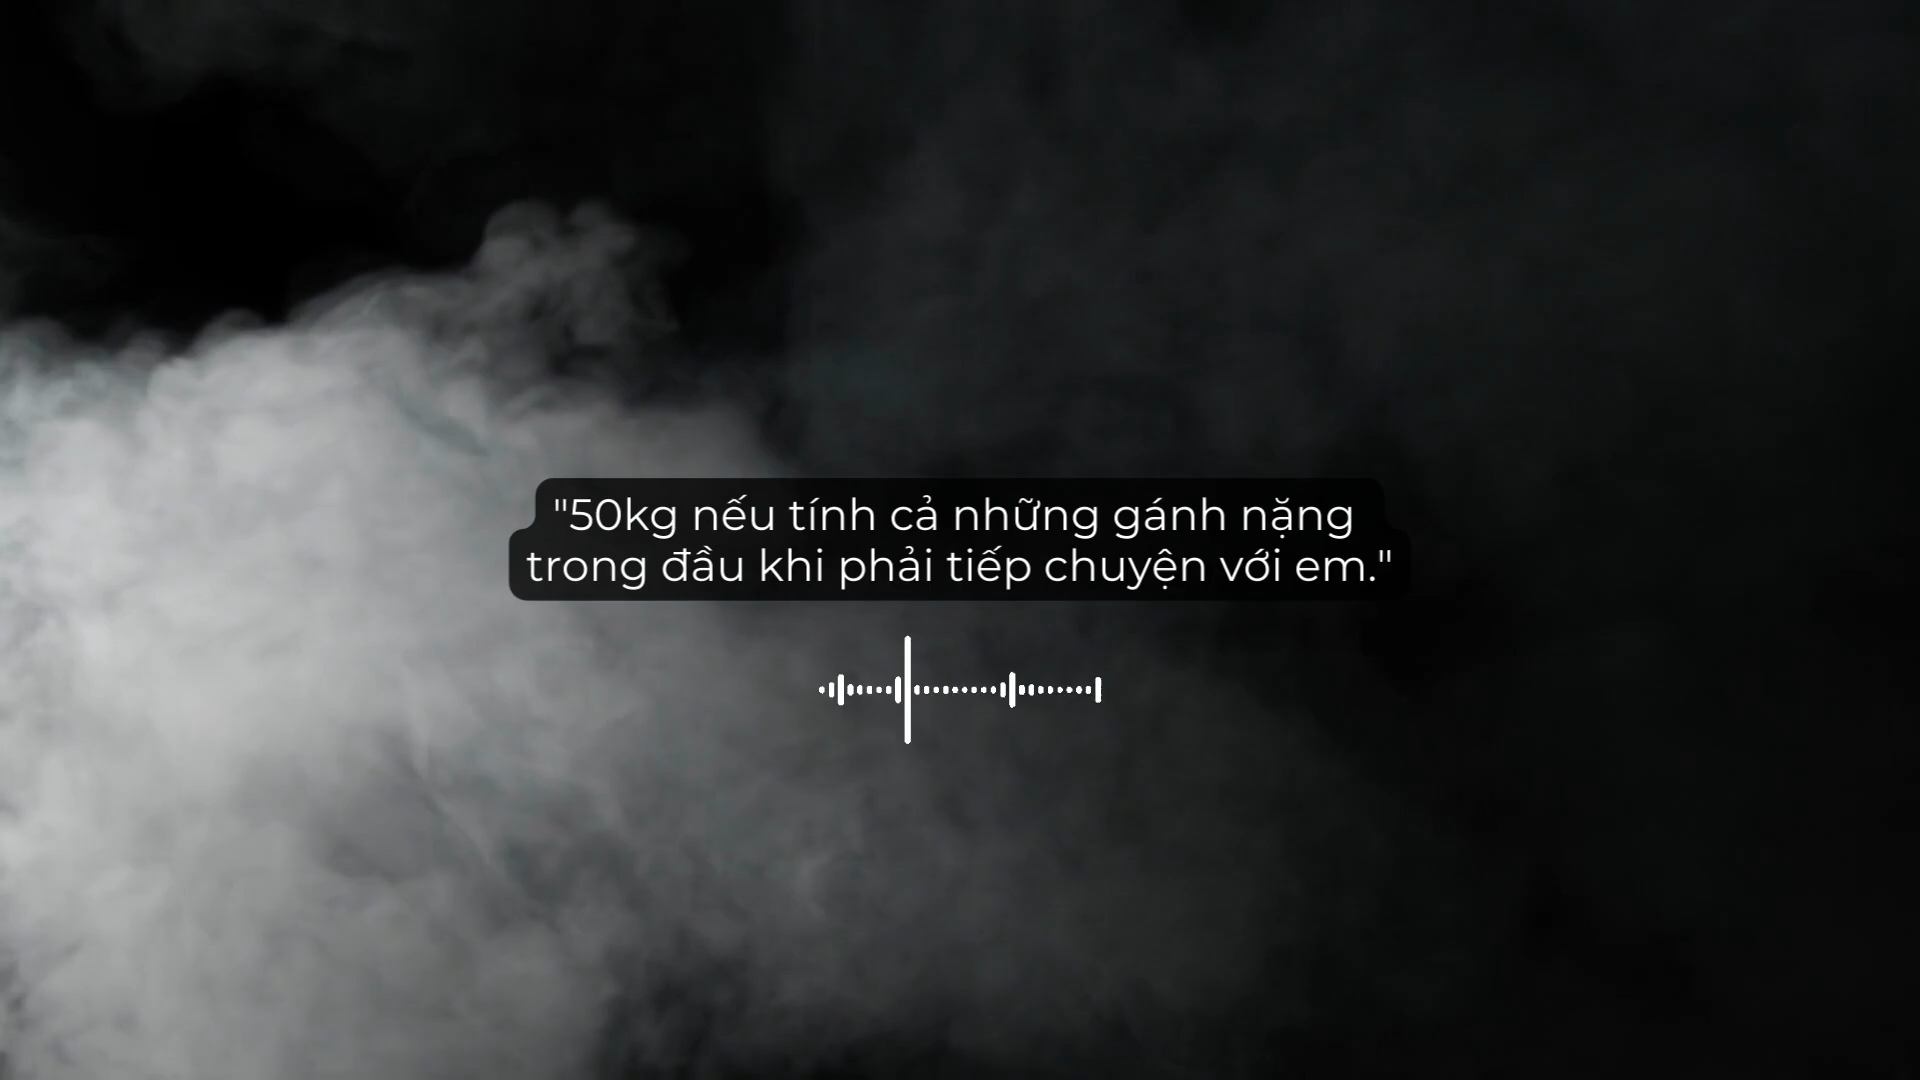 "50kg nếu tính cả những gánh nặng
trong đầu khi phải tiếp chuyện với em."